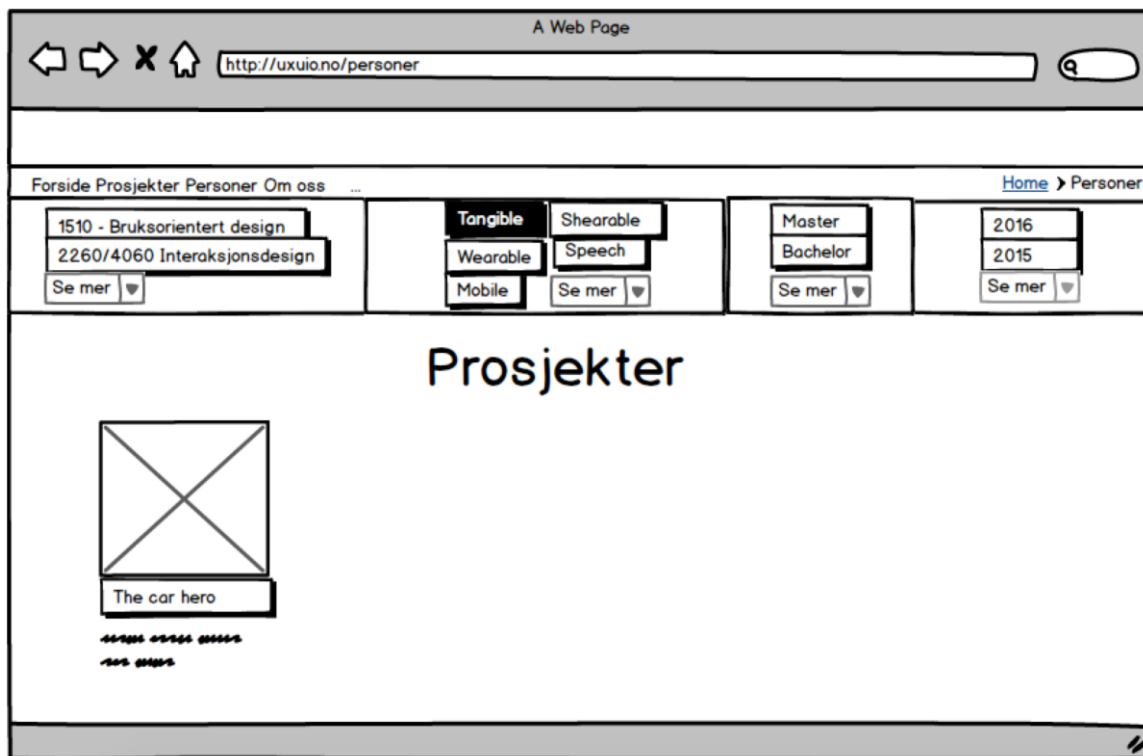 A Web Page
http://uxuio.no/personer
Forside Prosjekter Personer Om oss ...
Home > Personer
1510 - Bruksorientert design
2260/4060 Interaksjonsdesign
Se mer
Tangible
Shearable
Wearable
Speech
Mobile
Se mer
Master
Bachelor
Se mer
2016
2015
Se mer
Prosjekter
The car hero